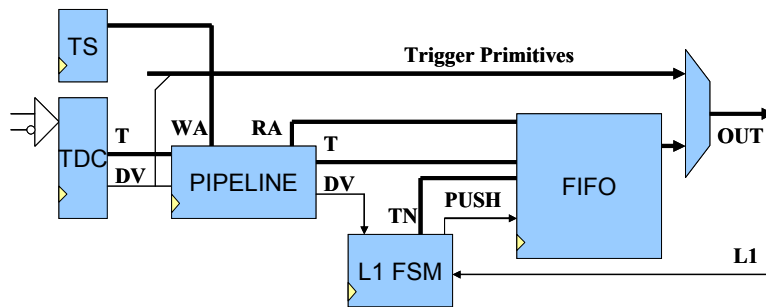 TS
Trigger Primitives
T
WA
RA
T
OUT
TDC
DV
PIPELINE
DV
FIFO
TN
PUSH
L1
L1 FSM